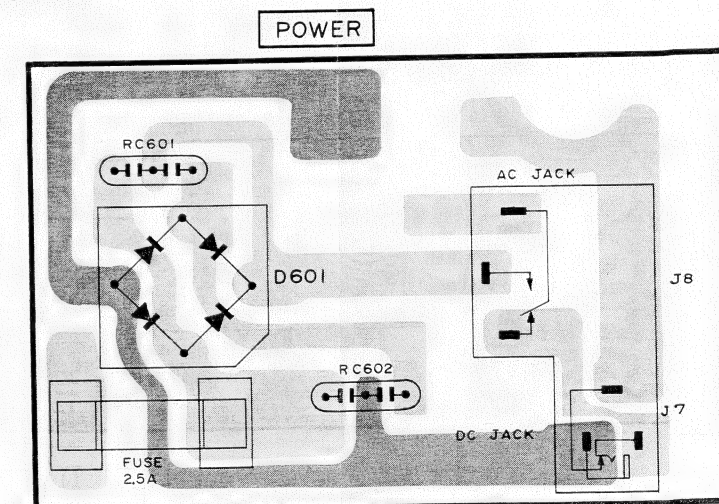 POWER
RC601
AC JACK
D601
J8
RC602
J7
DC JACK
FUSE
2.5A